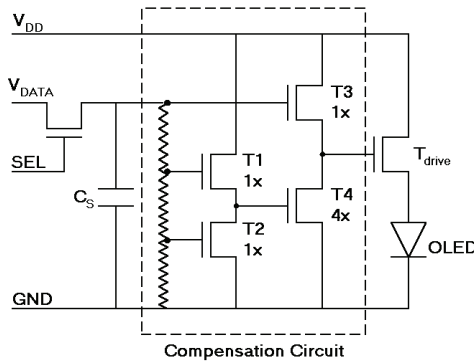 VDD
VDATA
T3
1x
SEL
T1
1x
Tdrive
CS
T4
4x
T2
1x
OLED
GND
Compensation Circuit